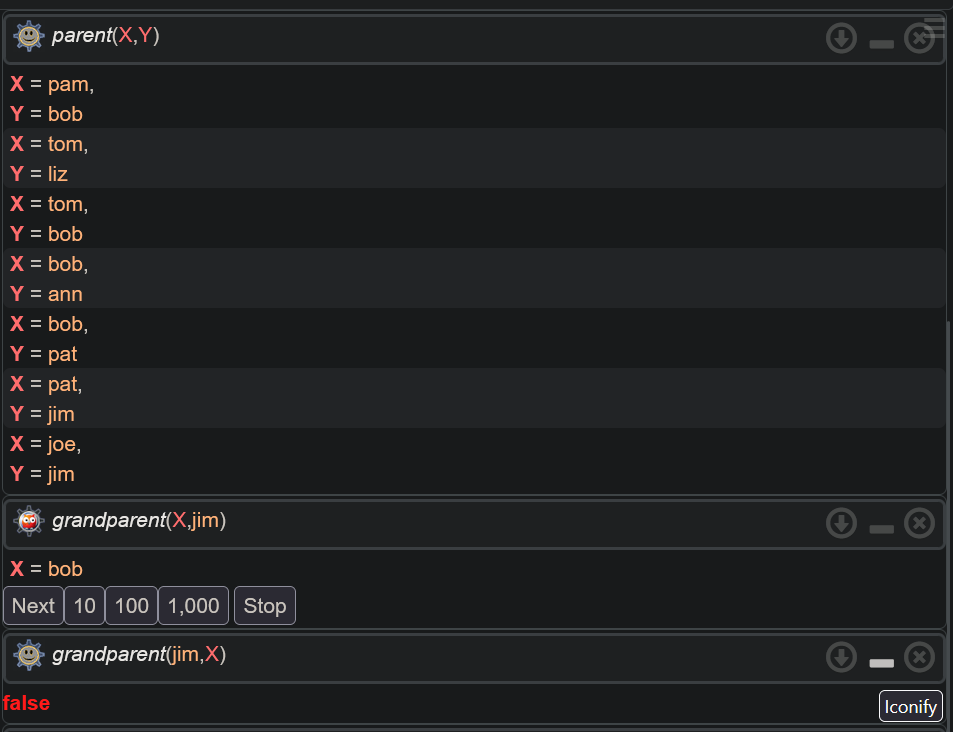 parent(X,Y)
X = pam,
Y = bob
X = tom,
Y = liz
X = tom,
Y = bob
X = bob,
Y = ann
X = bob,
Y = pat
X = pat,
Y = jim
X = joe,
Y = jim
grandparent(X,jim)
X = bob
Next 10 100 1,000 Stop
grandparent(jim,X)
false
Iconify